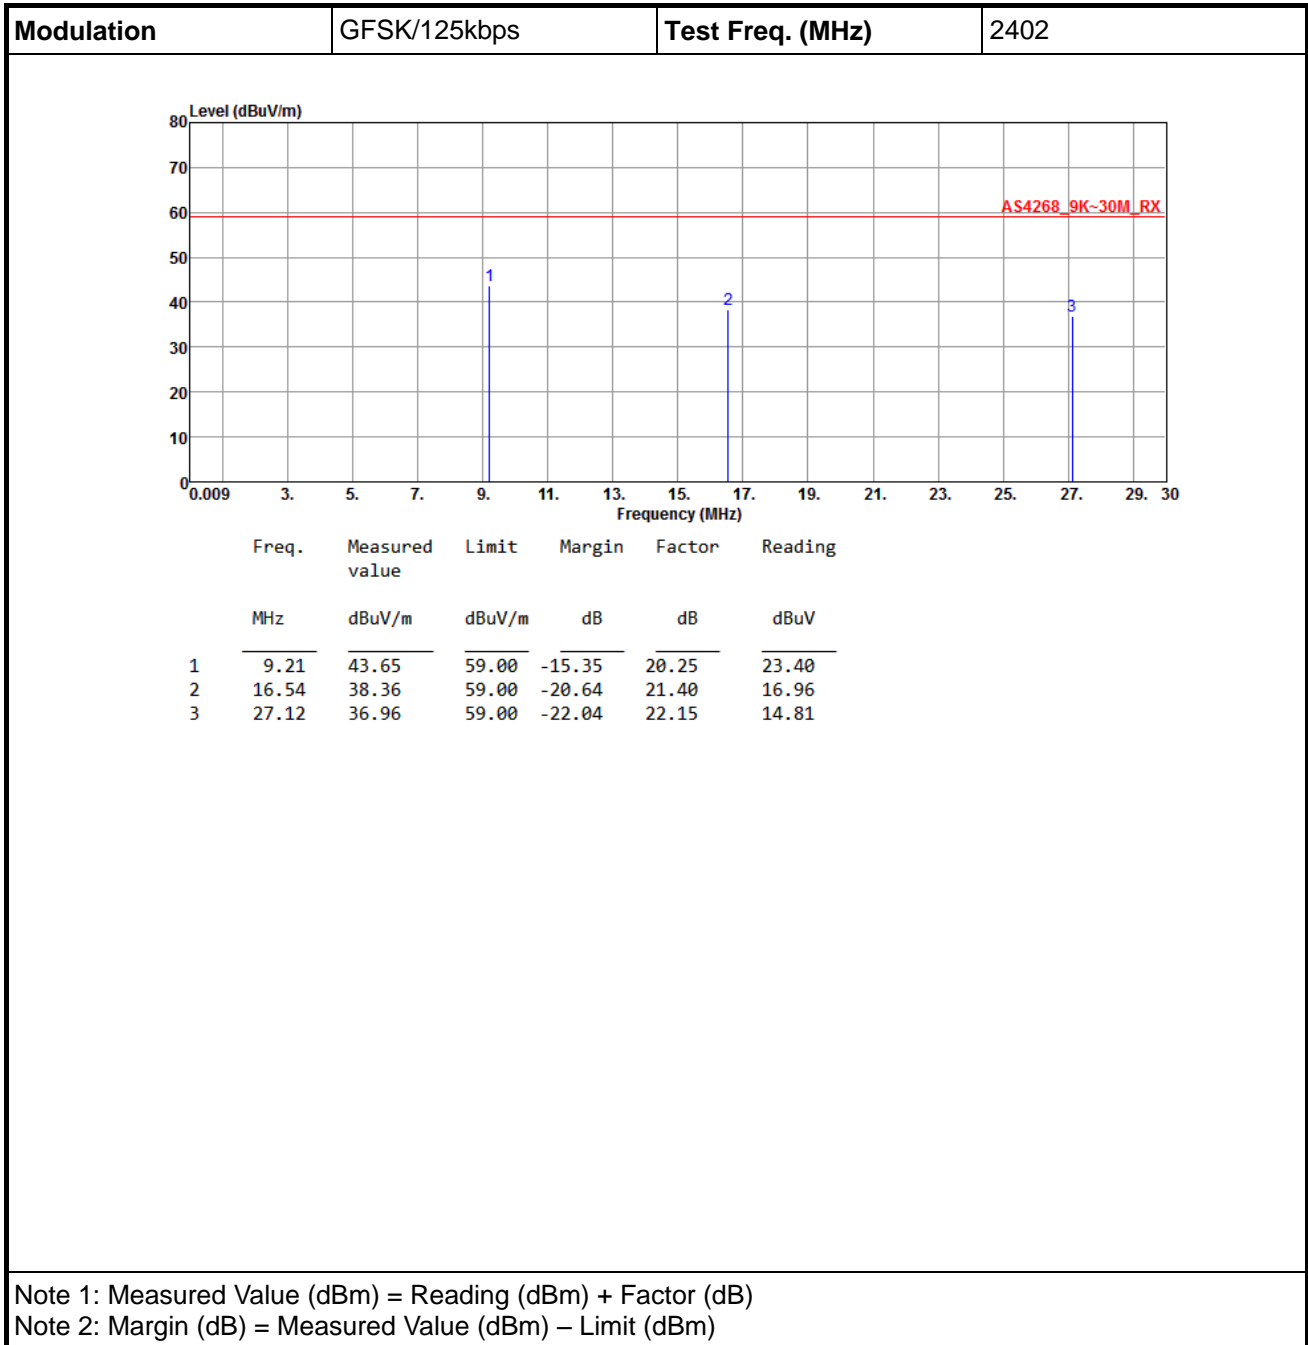 Modulation GFSK/125kbps Test Freq. (MHz) 2402
Level (dBuV/m)
80
70
60
AS4268_9K~30M_RX
50
1
40
2
3
30
20
10
0
0.009 3. 5. 7. 9. 11. 13. 15. 17. 19. 21. 23. 25. 27. 29. 30
Frequency (MHz)
Freq. Measured Limit Margin Factor Reading
value
MHz dBuV/m dBuV/m dB dB dBuV
1 9.21 43.65 59.00 -15.35 20.25 23.40
2 16.54 38.36 59.00 -20.64 21.40 16.96
3 27.12 36.96 59.00 -22.04 22.15 14.81
Note 1: Measured Value (dBm) = Reading (dBm) + Factor (dB)
Note 2: Margin (dB) = Measured Value (dBm) – Limit (dBm)